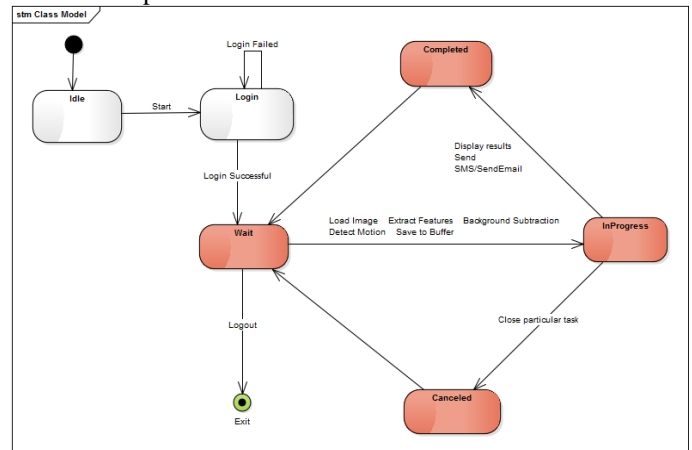 stm Class Model
Login Failed
Completed
Idle
Start
Login
Display results
Send
SMS/SendEmail
Login Successful
Load Image Extract Features Background Subtraction
Detect Motion Save to Buffer
Wait
InProgress
Logout
Close particular task
Canceled
Exit